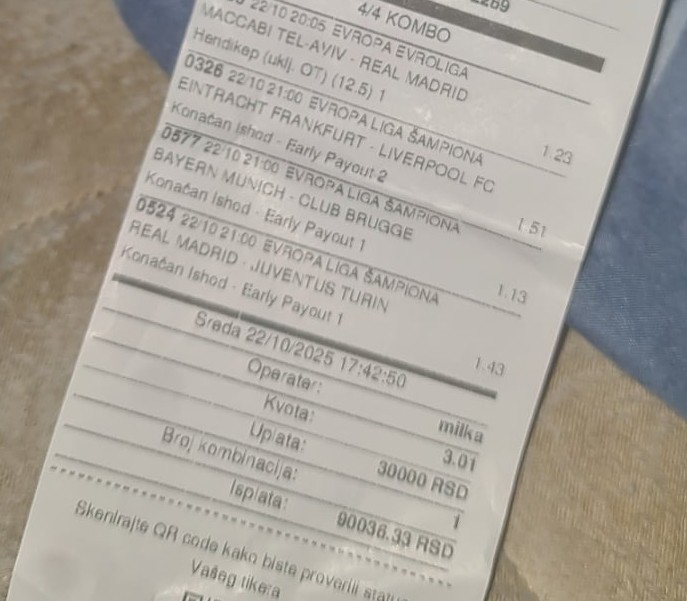 4/4 KOMBO
22/10 20:05 EVROPA EVROLIGA
MACCABI TEL-AVIV - REAL MADRID
Hendikep (uklj. OT) (12.5) 1
1.23
0326 22/10 21:00 EVROPA LIGA ŠAMPIONA
EINTRACHT FRANKFURT - LIVERPOOL FC
Konačan Ishod - Early Payout 2
1.51
0577 22/10 21:00 EVROPA LIGA ŠAMPIONA
BAYERN MUNICH - CLUB BRUGGE
Konačan Ishod - Early Payout 1
1.13
0524 22/10 21:00 EVROPA LIGA ŠAMPIONA
REAL MADRID - JUVENTUS TURIN
Konačan Ishod - Early Payout 1
1.43
Sreda 22/10/2025 17:42:50
Operater: milka
Kvota: 3.01
Uplata: 30000 RSD
Broj kombinacija: 1
Isplata: 90036.33 RSD
Skenirajte QR code kako biste proverili
Vašeg tiketa